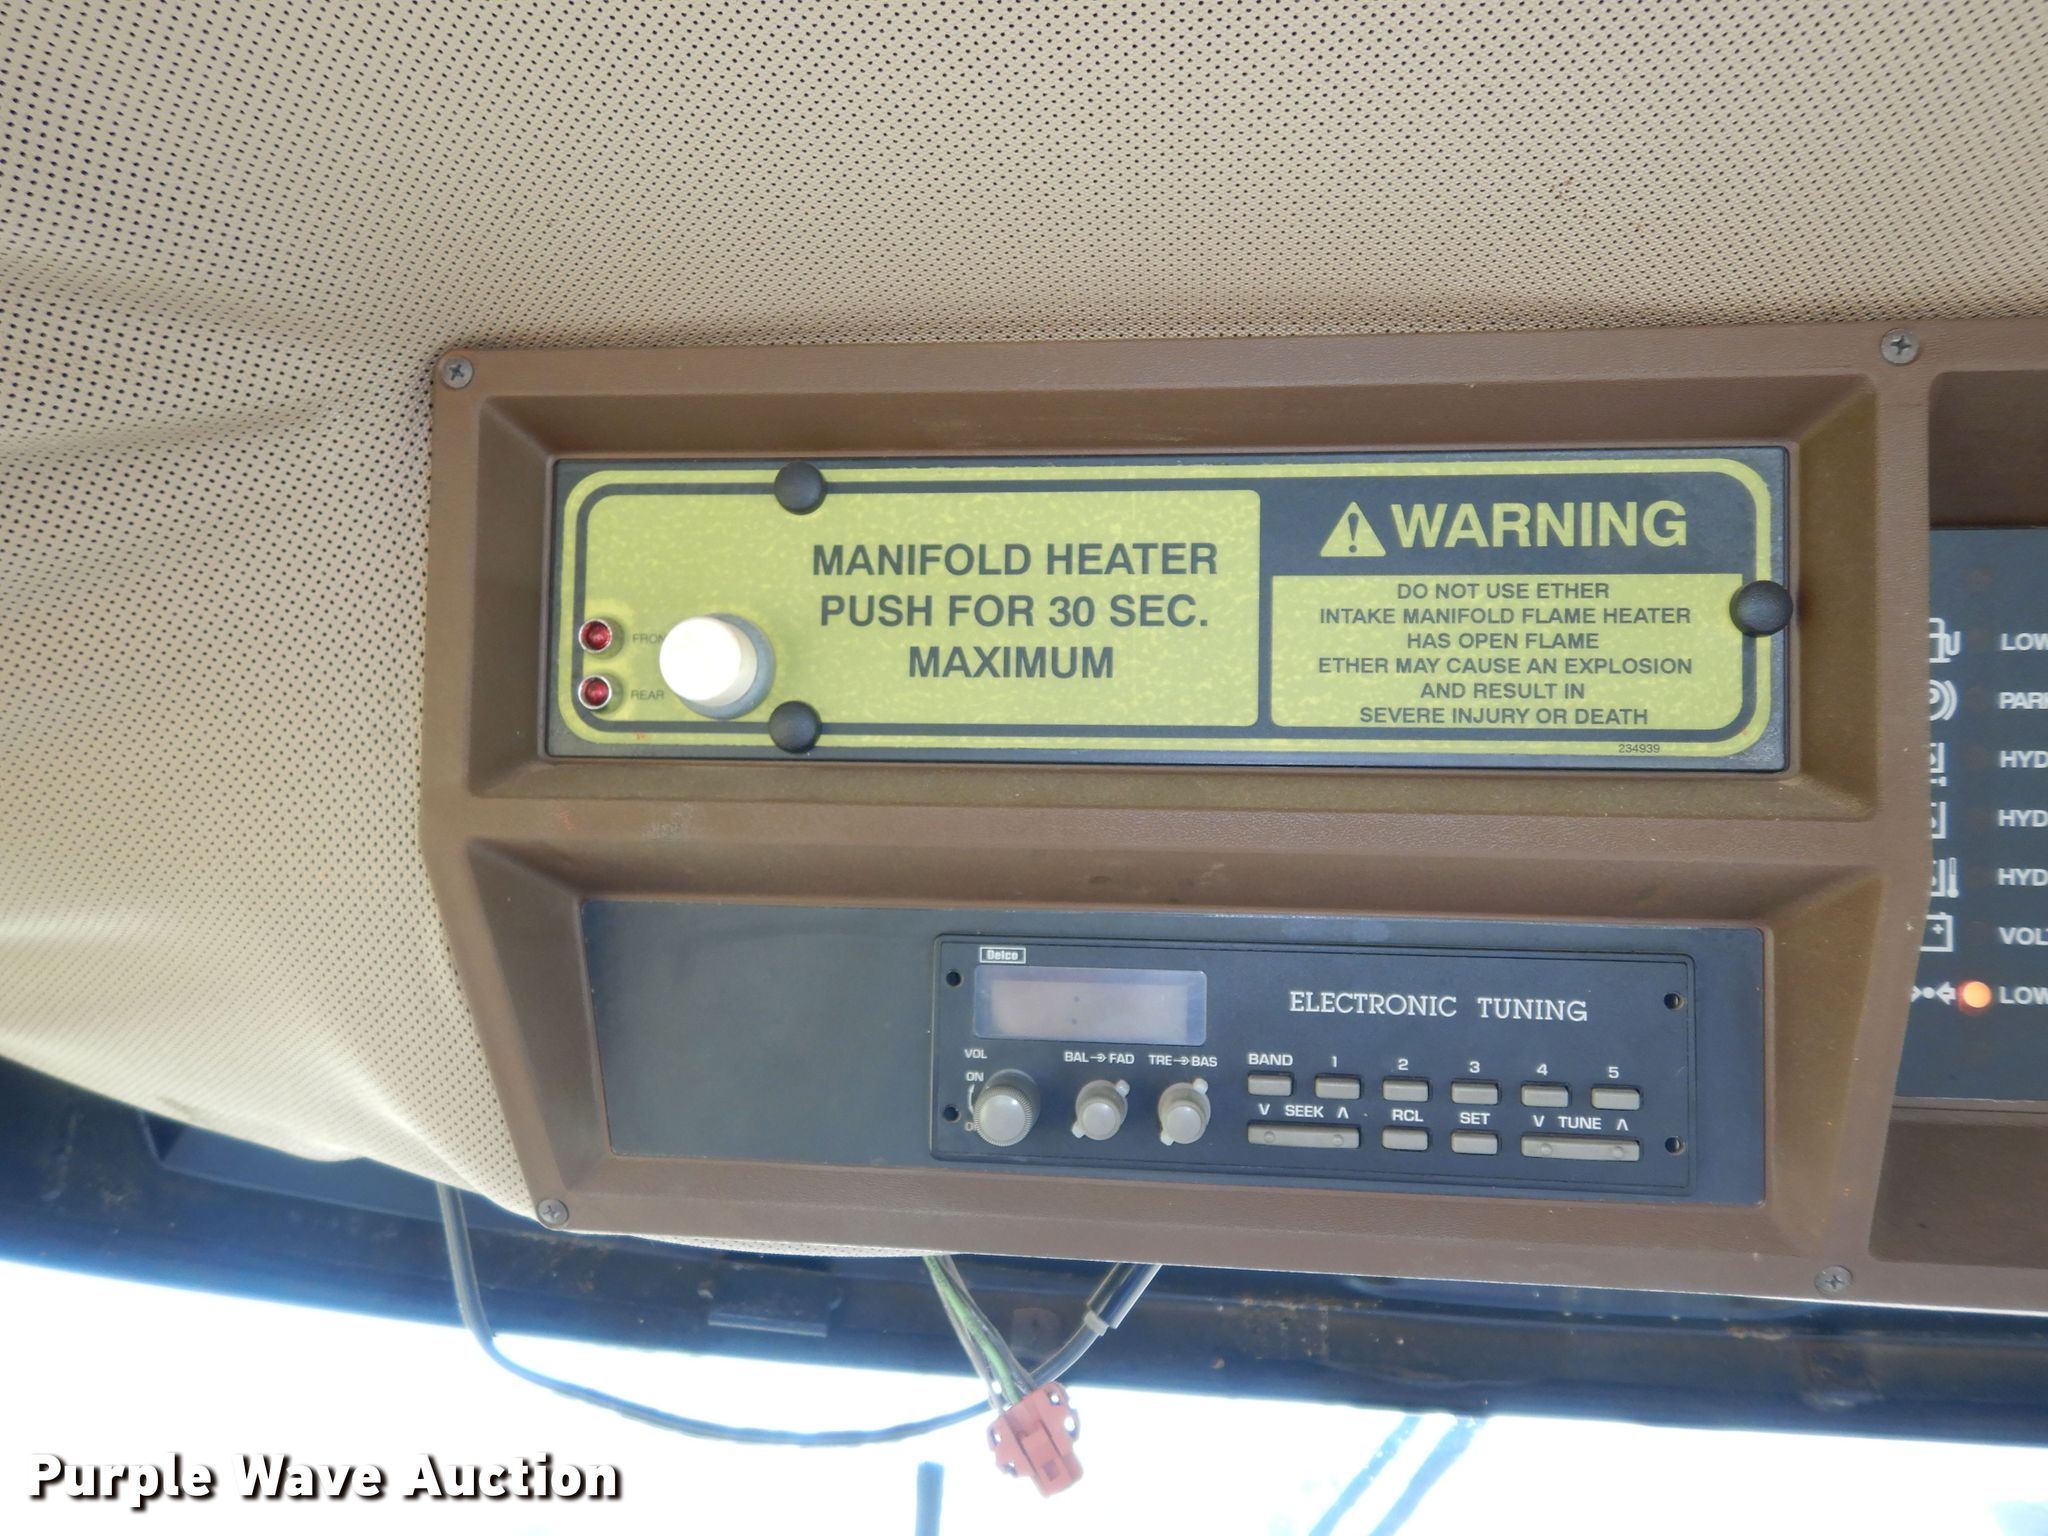 MANIFOLD HEATER
PUSH FOR 30 SEC.
MAXIMUM
FRON
REAR
WARNING
DO NOT USE ETHER
INTAKE MANIFOLD FLAME HEATER
HAS OPEN FLAME
ETHER MAY CAUSE AN EXPLOSION
AND RESULT IN
SEVERE INJURY OR DEATH
234939
LOW
PARK
HYD
HYD
HYD
VOLT
LOW
Delco
ELECTRONIC TUNING
VOL
ON
BAL FAD
TRE BAS
BAND 1 2 3 4 5
V SEEK Λ RCL SET V TUNE Λ
Purple Wave Auction